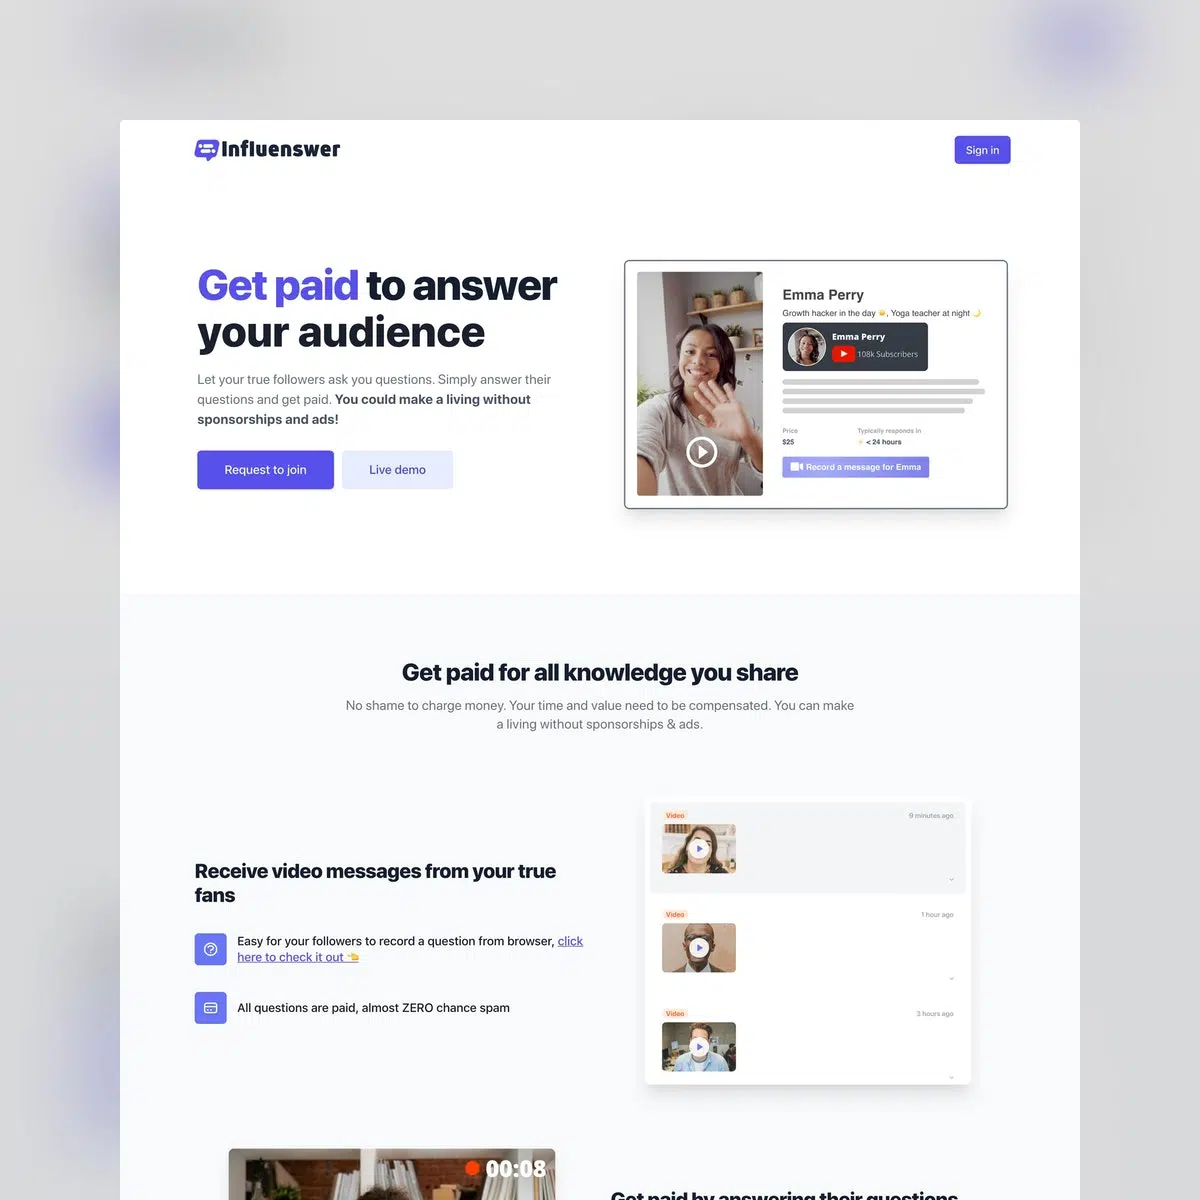 Influenswer
Sign in
Get paid to answer
your audience
Let your true followers ask you questions. Simply answer their
questions and get paid. You could make a living without
sponsorships and ads!
Request to join
Live demo
Emma Perry
Growth hacker in the day 🌞, Yoga teacher at night 🌙
Emma Perry
108k Subscribers
Price
Typically responds in
$25
⚡ < 24 hours
Record a message for Emma
Get paid for all knowledge you share
No shame to charge money. Your time and value need to be compensated. You can make
a living without sponsorships & ads.
Receive video messages from your true
fans
Easy for your followers to record a question from browser, click
here to check it out 👈
All questions are paid, almost ZERO chance spam
Video
9 minutes ago
Video
1 hour ago
Video
3 hours ago
00:08
Get paid by answering their questions